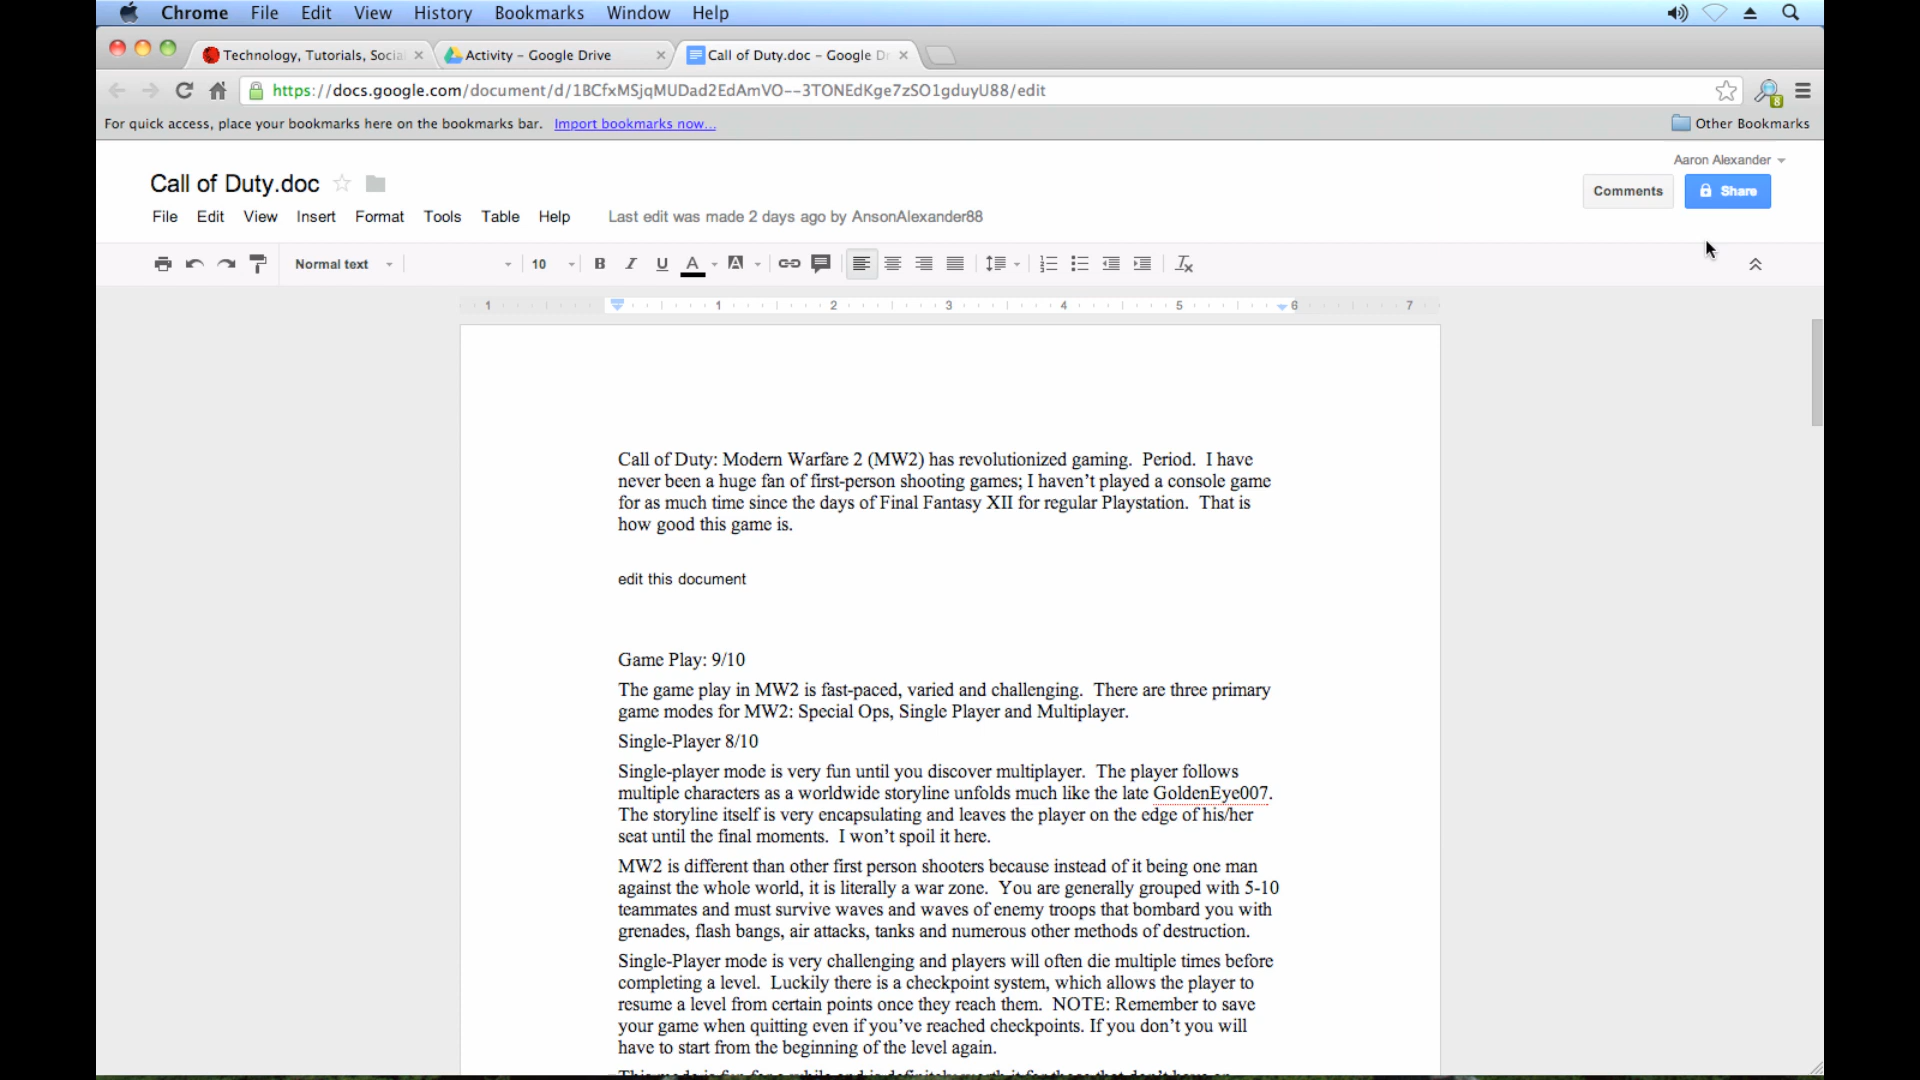 Chrome File Edit View History Bookmarks Window Help
Technology, Tutorials, Socia
Activity – Google Drive
Call of Duty.doc – Google Dr
https://docs.google.com/document/d/1BCfxMSjqMUDad2EdAmVO--3TONEdKge7zSO1gduyU88/edit
8
For quick access, place your bookmarks here on the bookmarks bar. Import bookmarks now...
Other Bookmarks
Aaron Alexander
Call of Duty.doc
Comments
Share
File Edit View Insert Format Tools Table Help Last edit was made 2 days ago by AnsonAlexander88
Normal text 10 B I U A A
1 1 2 3 4 5 6 7
Call of Duty: Modern Warfare 2 (MW2) has revolutionized gaming. Period. I have
never been a huge fan of first-person shooting games; I haven’t played a console game
for as much time since the days of Final Fantasy XII for regular Playstation. That is
how good this game is.
edit this document
Game Play: 9/10
The game play in MW2 is fast-paced, varied and challenging. There are three primary
game modes for MW2: Special Ops, Single Player and Multiplayer.
Single-Player 8/10
Single-player mode is very fun until you discover multiplayer. The player follows
multiple characters as a worldwide storyline unfolds much like the late GoldenEye007.
The storyline itself is very encapsulating and leaves the player on the edge of his/her
seat until the final moments. I won’t spoil it here.
MW2 is different than other first person shooters because instead of it being one man
against the whole world, it is literally a war zone. You are generally grouped with 5-10
teammates and must survive waves and waves of enemy troops that bombard you with
grenades, flash bangs, air attacks, tanks and numerous other methods of destruction.
Single-Player mode is very challenging and players will often die multiple times before
completing a level. Luckily there is a checkpoint system, which allows the player to
resume a level from certain points once they reach them. NOTE: Remember to save
your game when quitting even if you’ve reached checkpoints. If you don’t you will
have to start from the beginning of the level again.